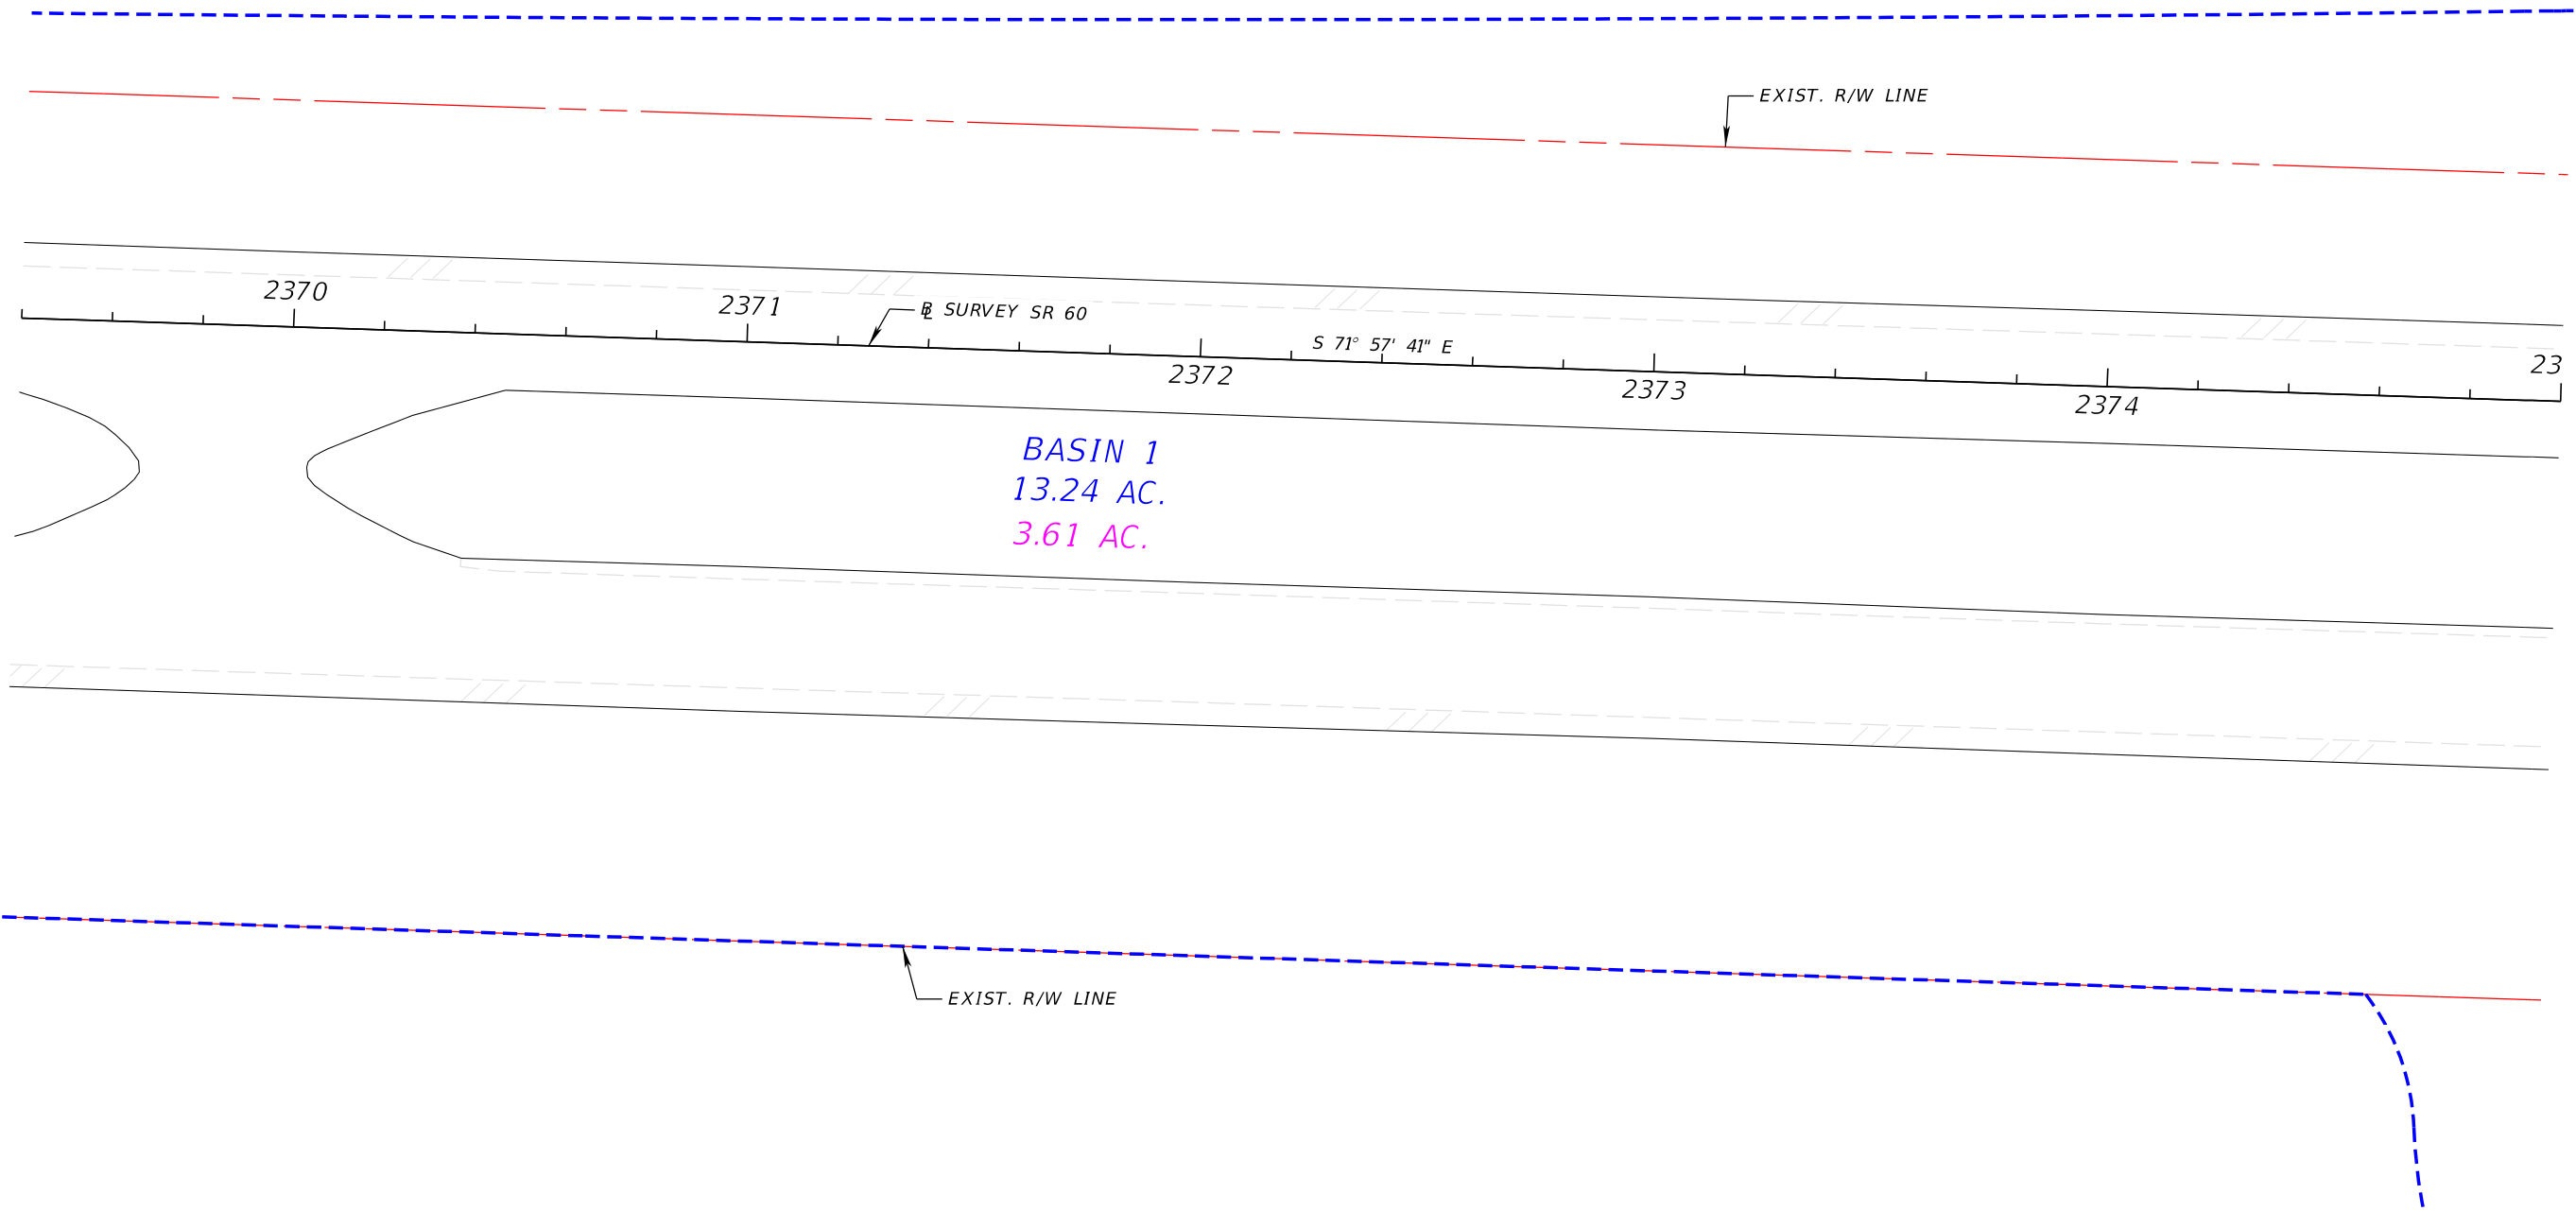 EXIST. R/W LINE
2370
2371
BL SURVEY SR 60
S 71° 57' 41" E
2372
2373
2374
23
BASIN 1
13.24 AC.
3.61 AC.
EXIST. R/W LINE